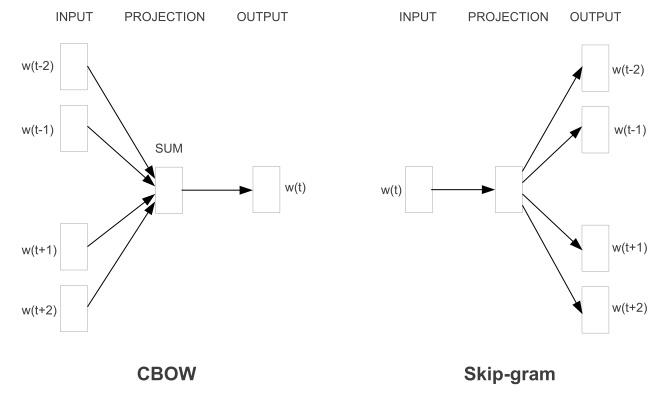 INPUT PROJECTION OUTPUT
w(t-2)
w(t-1)
SUM
w(t)
w(t+1)
w(t+2)
CBOW
INPUT PROJECTION OUTPUT
w(t-2)
w(t-1)
w(t)
w(t+1)
w(t+2)
Skip-gram